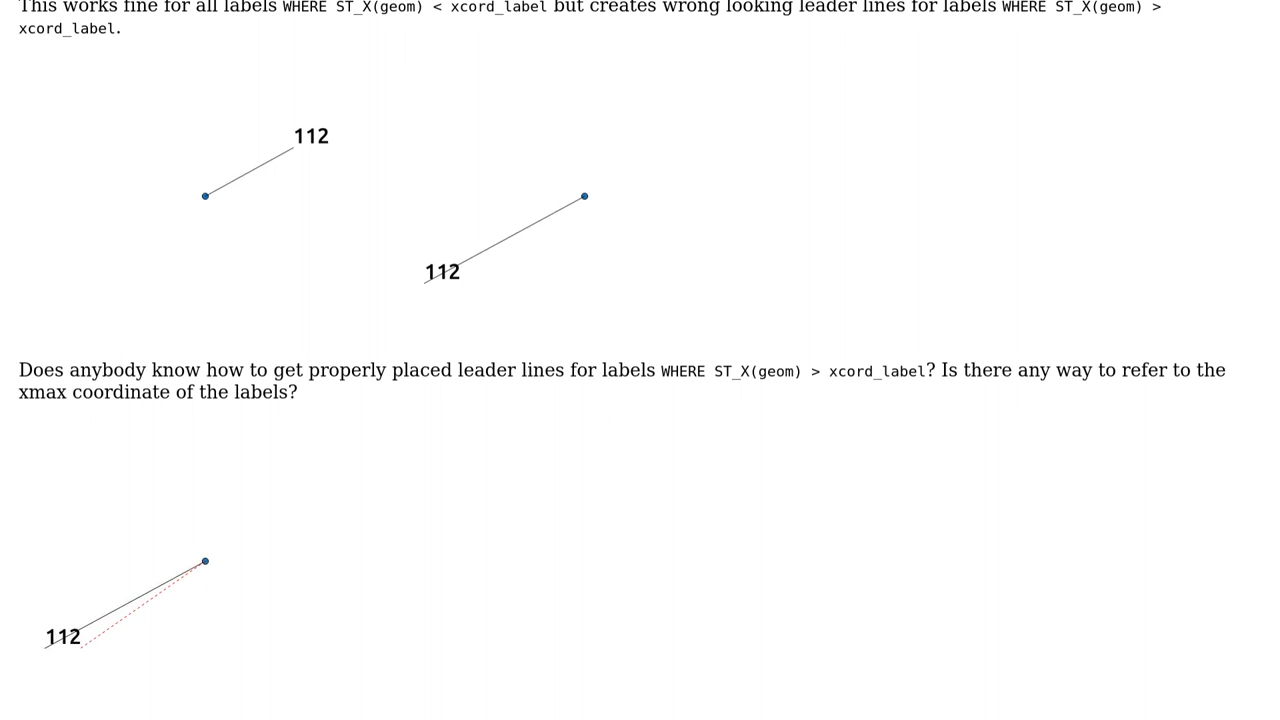 This works fine for all labels WHERE ST_X(geom) < xcord_label but creates wrong looking leader lines for labels WHERE ST_X(geom) >
xcord_label.
112
112
Does anybody know how to get properly placed leader lines for labels WHERE ST_X(geom) > xcord_label? Is there any way to refer to the
xmax coordinate of the labels?
112